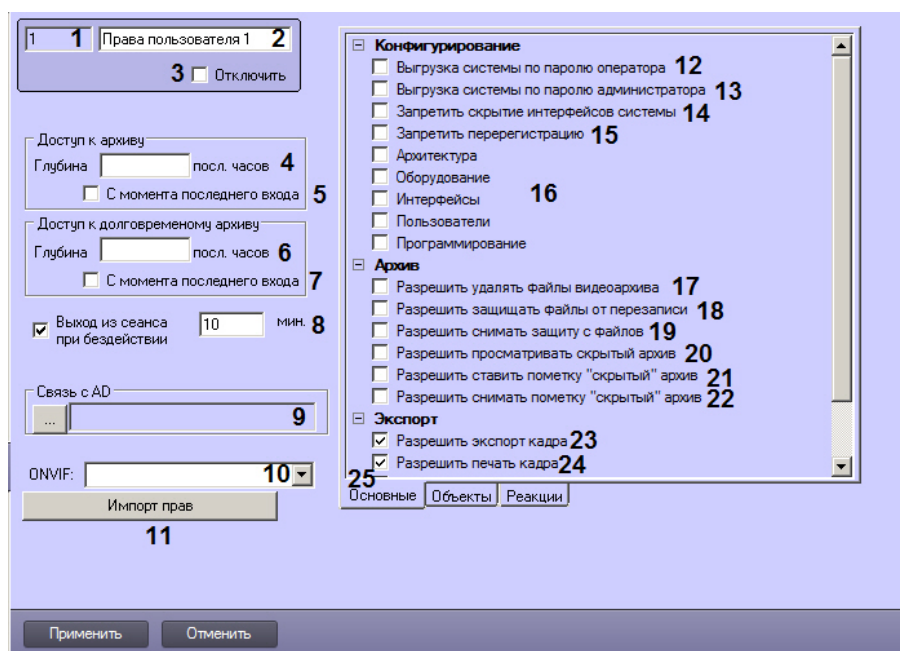 1 1 Права пользователя 1 2
3 Отключить
Доступ к архиву
Глубина посл. часов 4
С момента последнего входа 5
Доступ к долговременому архиву
Глубина посл. часов 6
С момента последнего входа 7
Выход из сеанса при бездействии 10 мин. 8
Связь с AD
... 9
ONVIF: 10
Импорт прав
11
Конфигурирование
Выгрузка системы по паролю оператора 12
Выгрузка системы по паролю администратора 13
Запретить скрытие интерфейсов системы 14
Запретить перерегистрацию 15
Архитектура
Оборудование
Интерфейсы 16
Пользователи
Программирование
Архив
Разрешить удалять файлы видеоархива 17
Разрешить защищать файлы от перезаписи 18
Разрешить снимать защиту с файлов 19
Разрешить просматривать скрытый архив 20
Разрешить ставить пометку "скрытый" архив 21
Разрешить снимать пометку "скрытый" архив 22
Экспорт
Разрешить экспорт кадра 23
Разрешить печать кадра 24
25
Основные Объекты Реакции
Применить Отменить